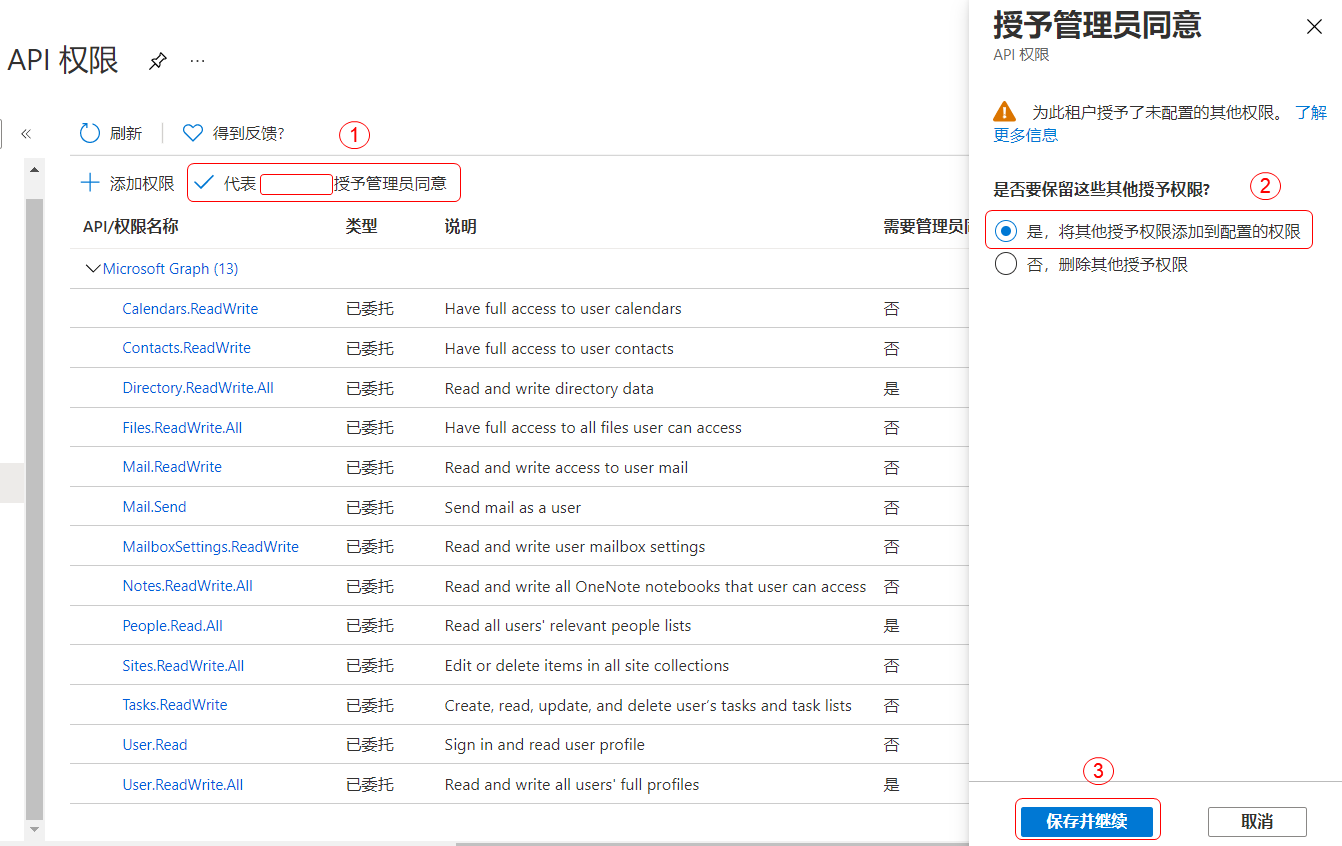 API 权限
...
刷新 得到反馈? ①
添加权限 代表 授予管理员同意
API/权限名称 类型 说明 需要管理员同
Microsoft Graph (13)
Calendars.ReadWrite 已委托 Have full access to user calendars 否
Contacts.ReadWrite 已委托 Have full access to user contacts 否
Directory.ReadWrite.All 已委托 Read and write directory data 是
Files.ReadWrite.All 已委托 Have full access to all files user can access 否
Mail.ReadWrite 已委托 Read and write access to user mail 否
Mail.Send 已委托 Send mail as a user 否
MailboxSettings.ReadWrite 已委托 Read and write user mailbox settings 否
Notes.ReadWrite.All 已委托 Read and write all OneNote notebooks that user can access 否
People.Read.All 已委托 Read all users' relevant people lists 是
Sites.ReadWrite.All 已委托 Edit or delete items in all site collections 否
Tasks.ReadWrite 已委托 Create, read, update, and delete user's tasks and task lists 否
User.Read 已委托 Sign in and read user profile 否
User.ReadWrite.All 已委托 Read and write all users' full profiles 是
授予管理员同意
API 权限
为此租户授予了未配置的其他权限。 了解
更多信息
是否要保留这些其他授予权限? ②
是，将其他授予权限添加到配置的权限
否，删除其他授予权限
③
保存并继续 取消